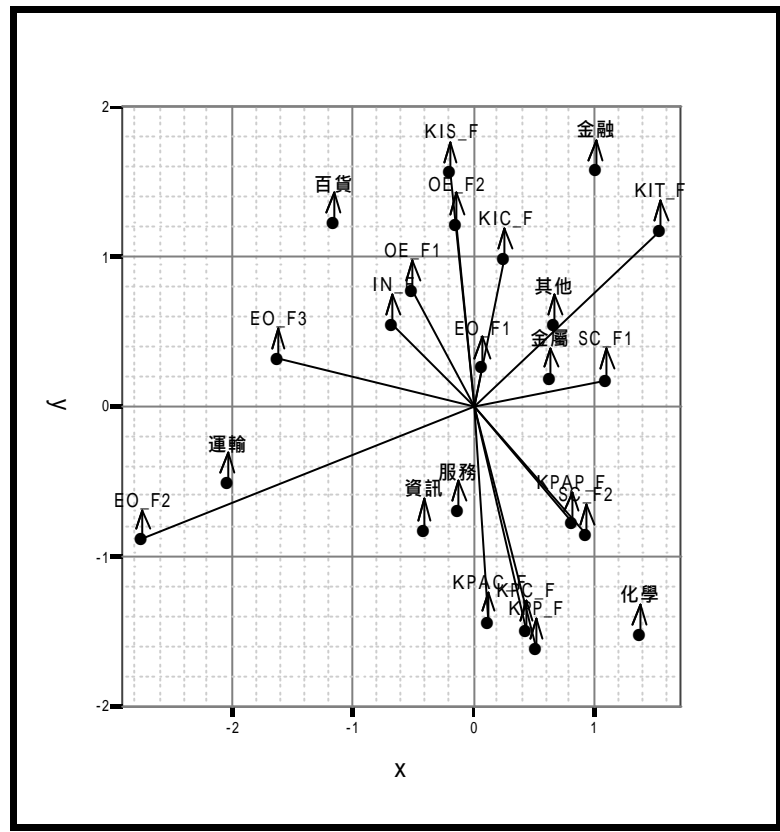 2
KIS_F
金融
百貨
OE_F2
KIT_F
KIC_F
1
OE_F1
IN_F
其他
EO_F3
EO_F1
金屬
SC_F1
y
0
運輸
服務
資訊
KPAP_F
SC_F2
EO_F2
-1
KPAC_F
KPC_F
化學
KPP_F
-2
-2
-1
0
1
x